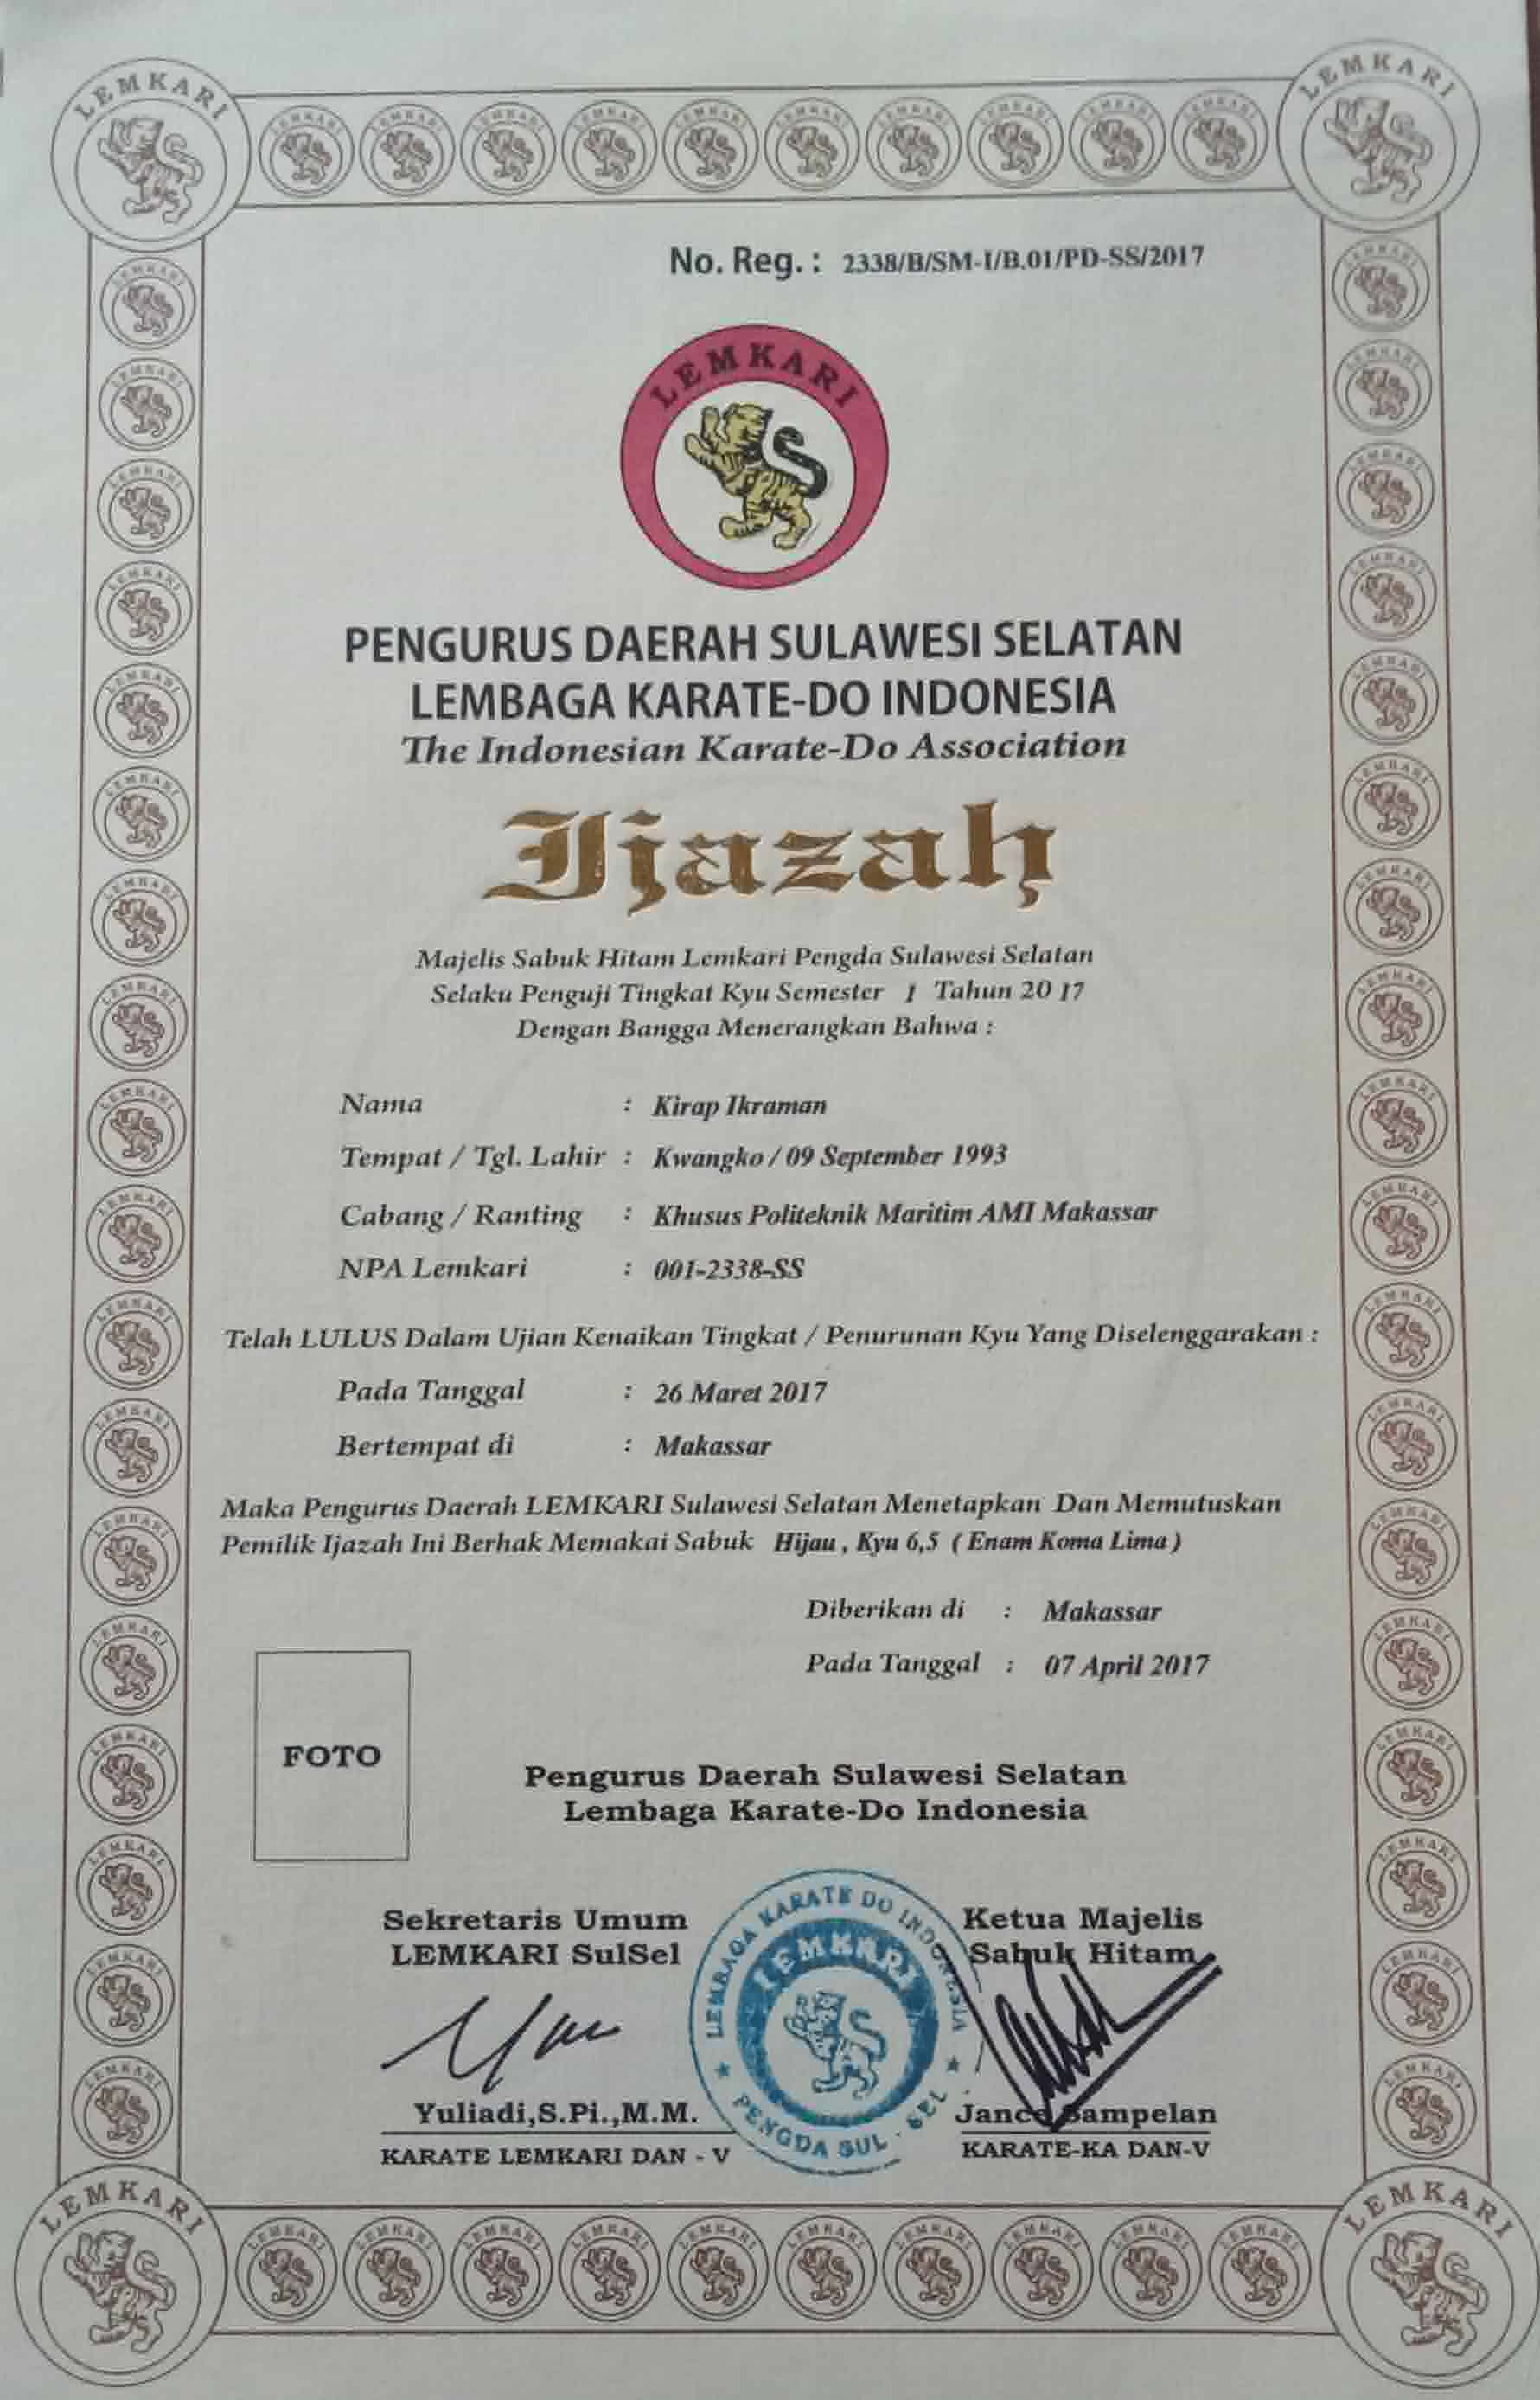 No. Reg. : 2338/B/SM-I/B.01/PD-SS/2017
LEMKARI
PENGURUS DAERAH SULAWESI SELATAN
LEMBAGA KARATE-DO INDONESIA
The Indonesian Karate-Do Association
Ijazah
Majelis Sabuk Hitam Lemkari Pengda Sulawesi Selatan
Selaku Penguji Tingkat Kyu Semester I Tahun 20 17
Dengan Bangga Menerangkan Bahwa :
Nama : Kirap Ikraman
Tempat / Tgl. Lahir : Kwangko / 09 September 1993
Cabang / Ranting : Khusus Politeknik Maritim AMI Makassar
NPA Lemkari : 001-2338-SS
Telah LULUS Dalam Ujian Kenaikan Tingkat / Penurunan Kyu Yang Diselenggarakan :
Pada Tanggal : 26 Maret 2017
Bertempat di : Makassar
Maka Pengurus Daerah LEMKARI Sulawesi Selatan Menetapkan Dan Memutuskan
Pemilik Ijazah Ini Berhak Memakai Sabuk Hijau , Kyu 6,5 ( Enam Koma Lima )
Diberikan di : Makassar
Pada Tanggal : 07 April 2017
FOTO
Pengurus Daerah Sulawesi Selatan
Lembaga Karate-Do Indonesia
Sekretaris Umum
LEMKARI SulSel
Yuliadi,S.Pi.,M.M.
KARATE LEMKARI DAN - V
LEMBAGA KARATE DO INDONESIA
LEMKARI
PENGDA SUL - SEL
Ketua Majelis
Sabuk Hitam
Jance Sampelan
KARATE-KA DAN-V
LEMKARI
LEMKARI
LEMKARI
LEMKARI